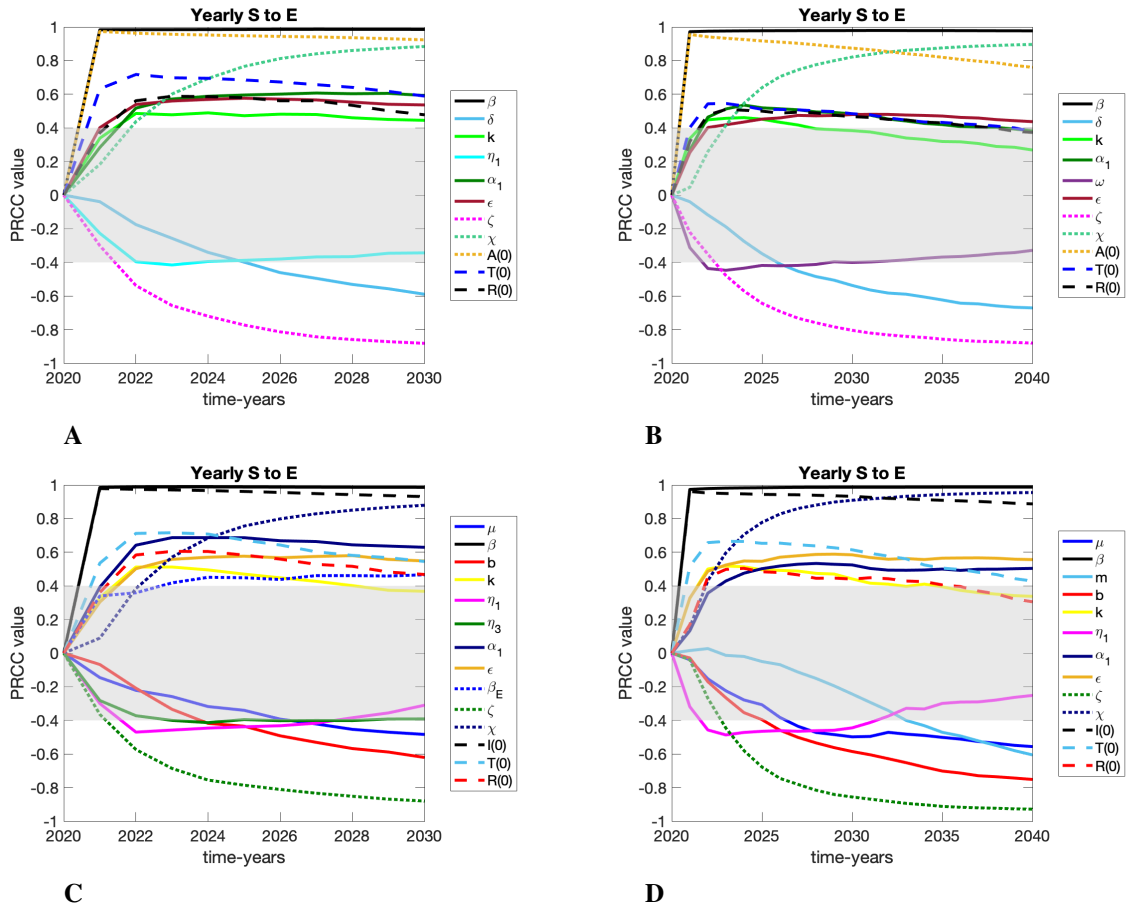 Yearly S to E
PRCC value
1
0.8
0.6
0.4
0.2
0
-0.2
-0.4
-0.6
-0.8
-1
2020
2022
2024
2026
2028
2030
time-years
β
δ
k
η1
α1
ϵ
ζ
χ
A(0)
T(0)
R(0)
A
Yearly S to E
PRCC value
1
0.8
0.6
0.4
0.2
0
-0.2
-0.4
-0.6
-0.8
-1
2020
2025
2030
2035
2040
time-years
β
δ
k
α1
ω
ϵ
ζ
χ
A(0)
T(0)
R(0)
B
Yearly S to E
PRCC value
1
0.8
0.6
0.4
0.2
0
-0.2
-0.4
-0.6
-0.8
-1
2020
2022
2024
2026
2028
2030
time-years
μ
β
b
k
η1
η3
α1
ϵ
βE
ζ
χ
I(0)
T(0)
R(0)
C
Yearly S to E
PRCC value
1
0.8
0.6
0.4
0.2
0
-0.2
-0.4
-0.6
-0.8
-1
2020
2025
2030
2035
2040
time-years
μ
β
m
b
k
η1
α1
ϵ
ζ
χ
I(0)
T(0)
R(0)
D